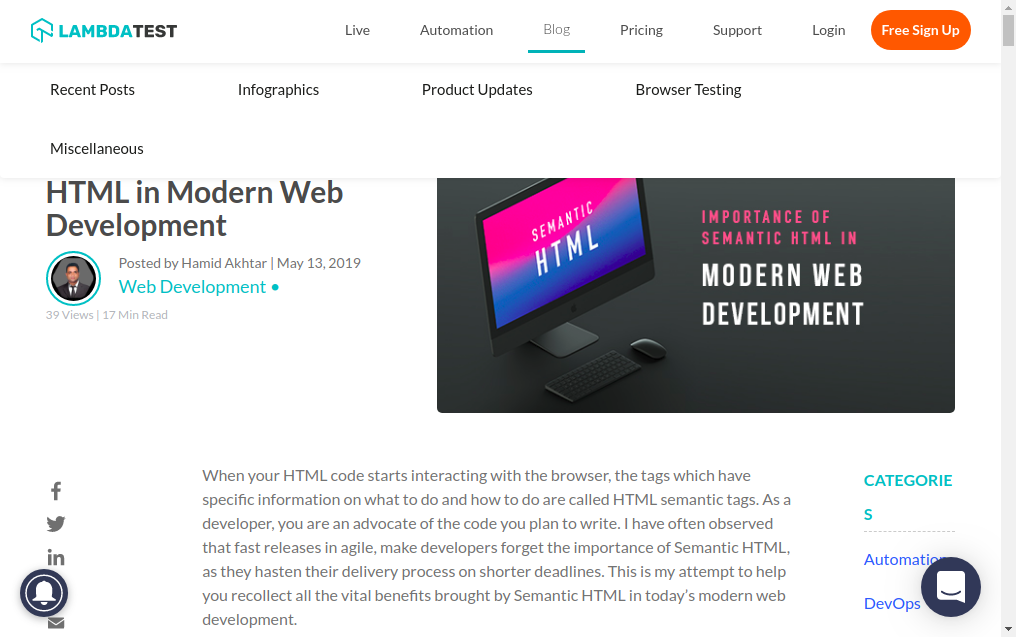 LAMBDATEST
Live
Automation
Blog
Pricing
Support
Login
Free Sign Up
Recent Posts
Infographics
Product Updates
Browser Testing
Miscellaneous
HTML in Modern Web
Development
Posted by Hamid Akhtar | May 13, 2019
Web Development •
39 Views | 17 Min Read
SEMANTIC
HTML
IMPORTANCE OF
SEMANTIC HTML IN
MODERN WEB
DEVELOPMENT
When your HTML code starts interacting with the browser, the tags which have
specific information on what to do and how to do are called HTML semantic tags. As a
developer, you are an advocate of the code you plan to write. I have often observed
that fast releases in agile, make developers forget the importance of Semantic HTML,
as they hasten their delivery process on shorter deadlines. This is my attempt to help
you recollect all the vital benefits brought by Semantic HTML in today’s modern web
development.
CATEGORIE
S
Automation
DevOps